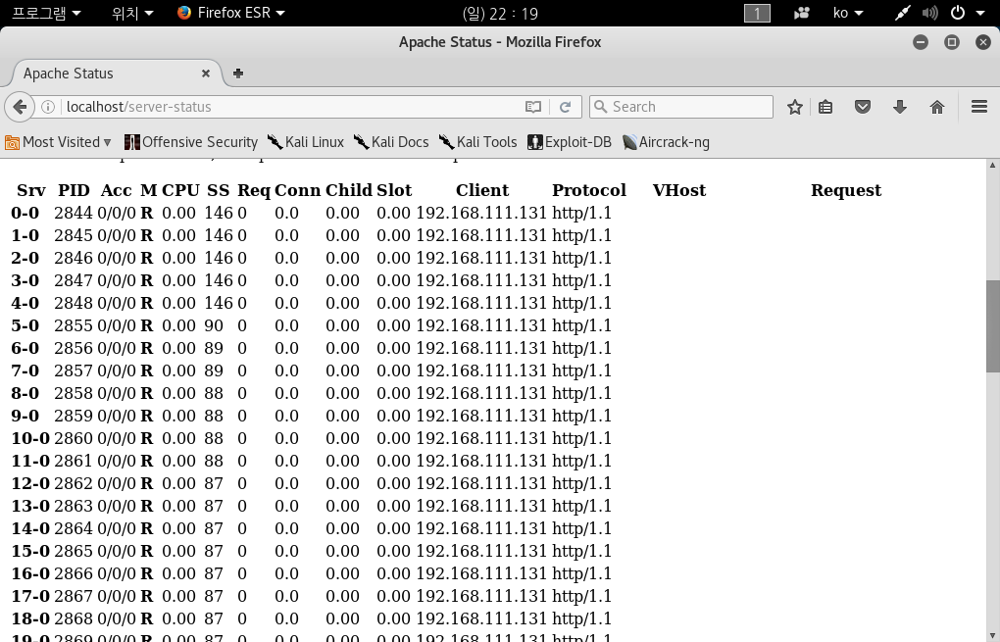 프로그램 위치 Firefox ESR (일) 22 : 19 1 ko
Apache Status - Mozilla Firefox
Apache Status
localhost/server-status Search
Most Visited Offensive Security Kali Linux Kali Docs Kali Tools Exploit-DB Aircrack-ng
Srv PID Acc M CPU SS Req Conn Child Slot Client Protocol VHost Request
0-0 2844 0/0/0 R 0.00 146 0 0.0 0.00 0.00 192.168.111.131 http/1.1
1-0 2845 0/0/0 R 0.00 146 0 0.0 0.00 0.00 192.168.111.131 http/1.1
2-0 2846 0/0/0 R 0.00 146 0 0.0 0.00 0.00 192.168.111.131 http/1.1
3-0 2847 0/0/0 R 0.00 146 0 0.0 0.00 0.00 192.168.111.131 http/1.1
4-0 2848 0/0/0 R 0.00 146 0 0.0 0.00 0.00 192.168.111.131 http/1.1
5-0 2855 0/0/0 R 0.00 90 0 0.0 0.00 0.00 192.168.111.131 http/1.1
6-0 2856 0/0/0 R 0.00 89 0 0.0 0.00 0.00 192.168.111.131 http/1.1
7-0 2857 0/0/0 R 0.00 89 0 0.0 0.00 0.00 192.168.111.131 http/1.1
8-0 2858 0/0/0 R 0.00 88 0 0.0 0.00 0.00 192.168.111.131 http/1.1
9-0 2859 0/0/0 R 0.00 88 0 0.0 0.00 0.00 192.168.111.131 http/1.1
10-0 2860 0/0/0 R 0.00 88 0 0.0 0.00 0.00 192.168.111.131 http/1.1
11-0 2861 0/0/0 R 0.00 88 0 0.0 0.00 0.00 192.168.111.131 http/1.1
12-0 2862 0/0/0 R 0.00 87 0 0.0 0.00 0.00 192.168.111.131 http/1.1
13-0 2863 0/0/0 R 0.00 87 0 0.0 0.00 0.00 192.168.111.131 http/1.1
14-0 2864 0/0/0 R 0.00 87 0 0.0 0.00 0.00 192.168.111.131 http/1.1
15-0 2865 0/0/0 R 0.00 87 0 0.0 0.00 0.00 192.168.111.131 http/1.1
16-0 2866 0/0/0 R 0.00 87 0 0.0 0.00 0.00 192.168.111.131 http/1.1
17-0 2867 0/0/0 R 0.00 87 0 0.0 0.00 0.00 192.168.111.131 http/1.1
18-0 2868 0/0/0 R 0.00 87 0 0.0 0.00 0.00 192.168.111.131 http/1.1
19-0 2869 0/0/0 R 0.00 87 0 0.0 0.00 0.00 192.168.111.131 http/1.1